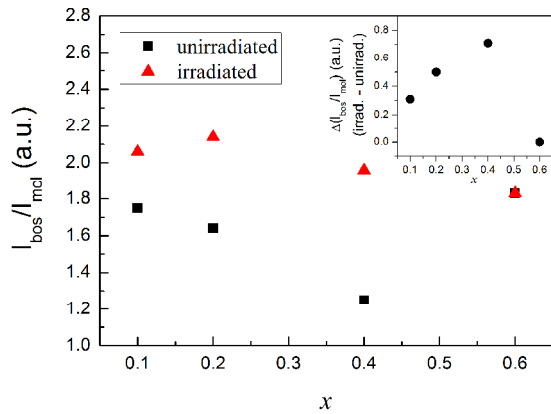 2.8
2.6
2.4
2.2
2.0
1.8
1.6
1.4
1.2
1.0
0.1
0.2
0.3
0.4
0.5
0.6
I_bos/I_mcl (a.u.)
x
unirradiated
irradiated
Δ(I_bos/I_mcl) (a.u.)
(irrad. - unirrad.)
0.8
0.6
0.4
0.2
0.0
0.1 0.2 0.3 0.4 0.5 0.6
x